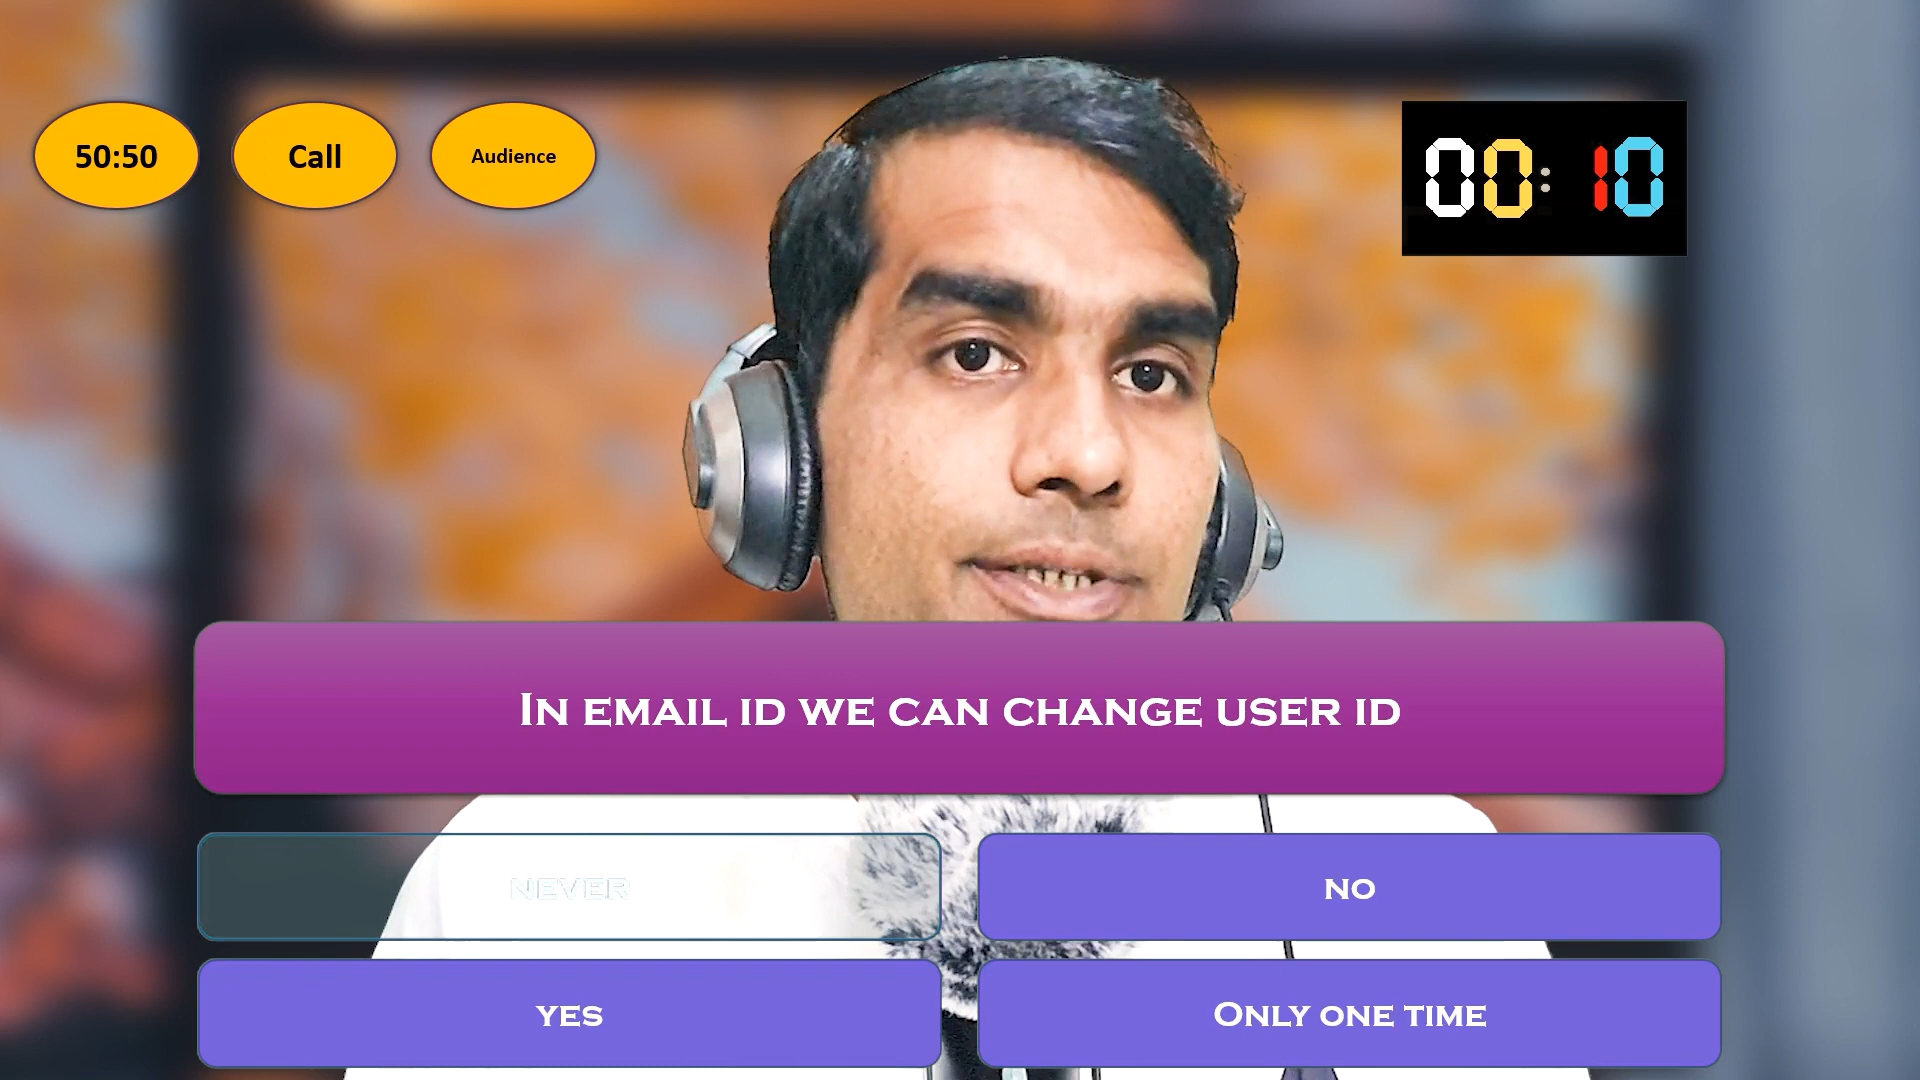 50:50
Call
Audience
00:10
In email id we can change user id
never
no
yes
Only one time